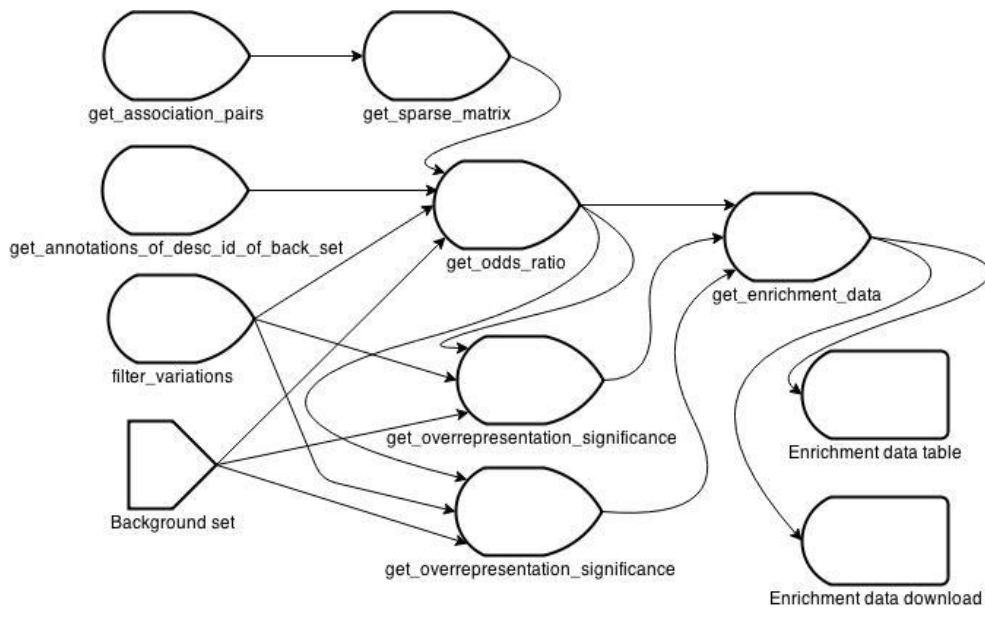 get_association_pairs
get_sparse_matrix
get_annotations_of_desc_id_of_back_set
get_odds_ratio
get_enrichment_data
filter_variations
get_overrepresentation_significance
Enrichment data table
Background set
get_overrepresentation_significance
Enrichment data download